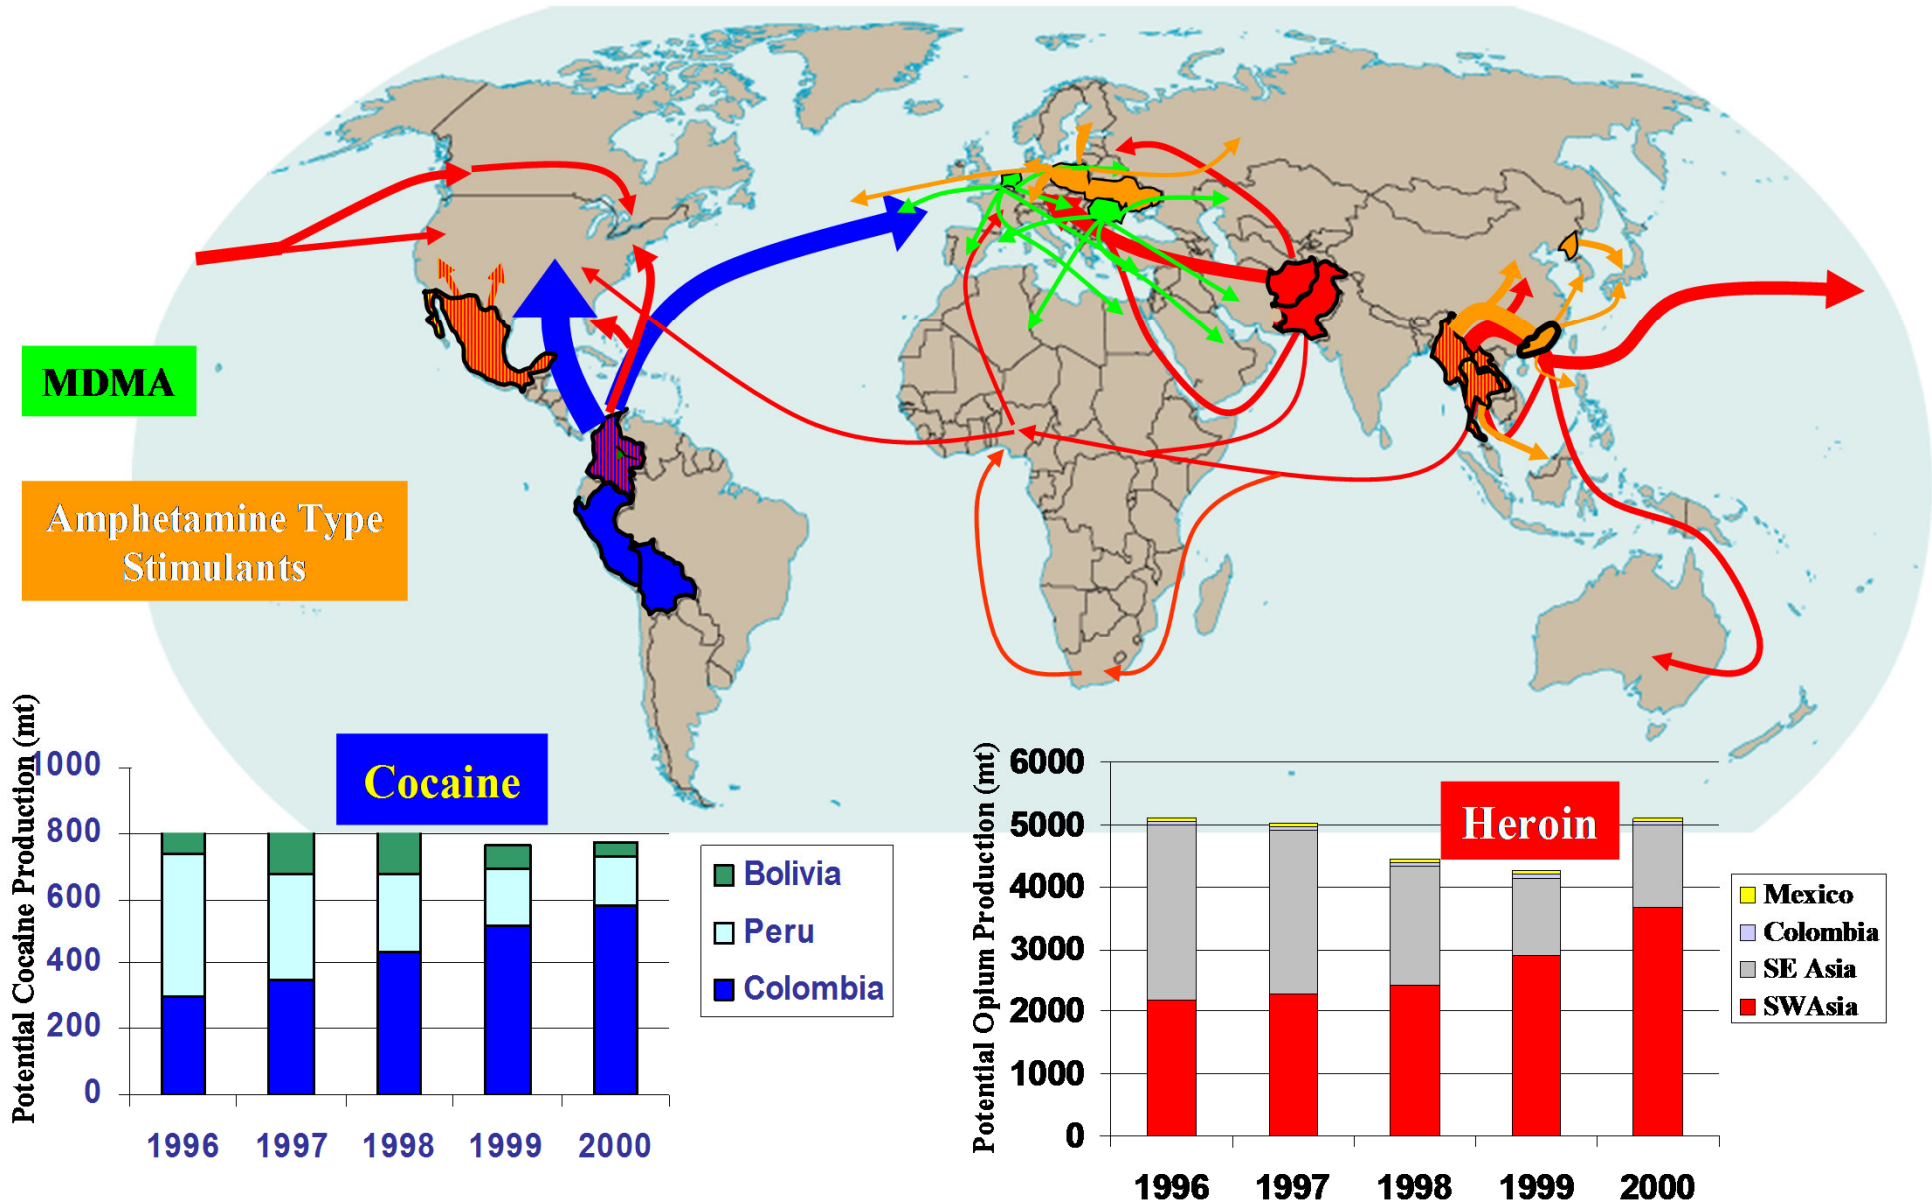 MDMA
Amphetamine Type
Stimulants
Potential Cocaine Production (mt)
1000
800
600
400
200
0
1996
1997
1998
1999
2000
Cocaine
Bolivia
Peru
Colombia
Potential Opium Production (mt)
6000
5000
4000
3000
2000
1000
0
1996
1997
1998
1999
2000
Heroin
Mexico
Colombia
SE Asia
SWAsia